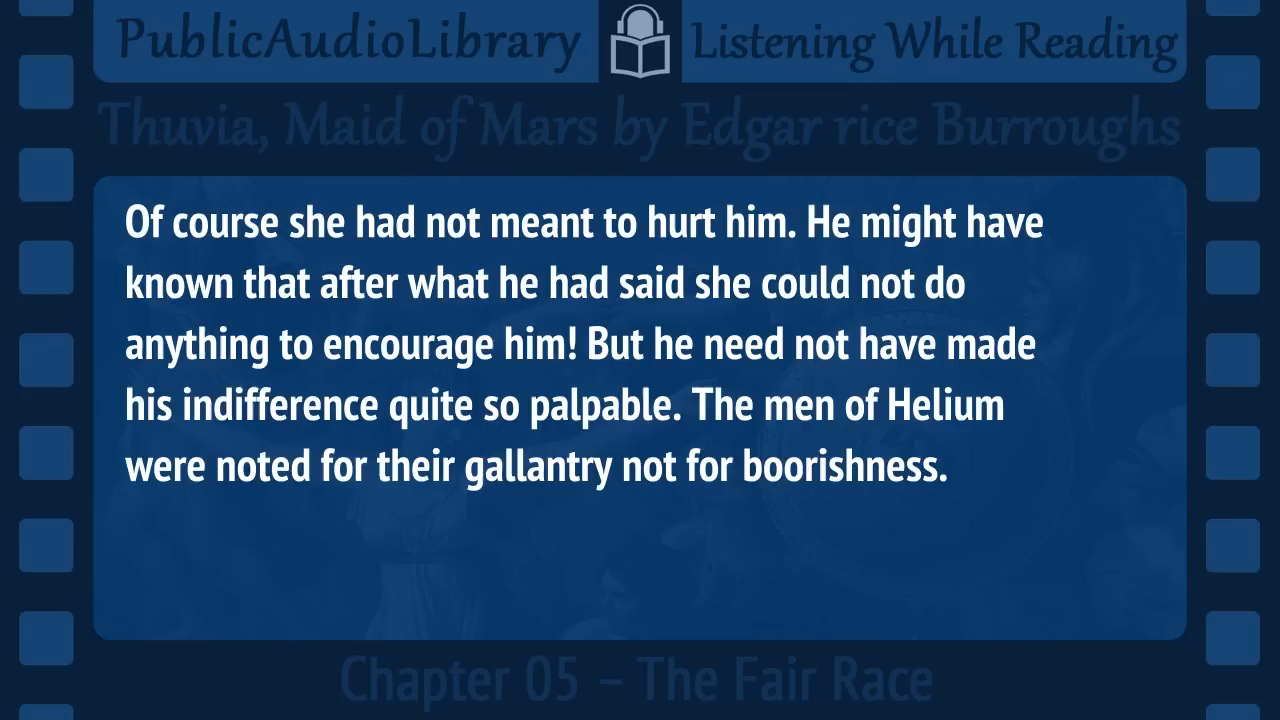 PublicAudioLibrary Listening While Reading
Thuvia, Maid of Mars by Edgar rice Burroughs
Of course she had not meant to hurt him. He might have
known that after what he had said she could not do
anything to encourage him! But he need not have made
his indifference quite so palpable. The men of Helium
were noted for their gallantry not for boorishness.
Chapter 05 – The Fair Race